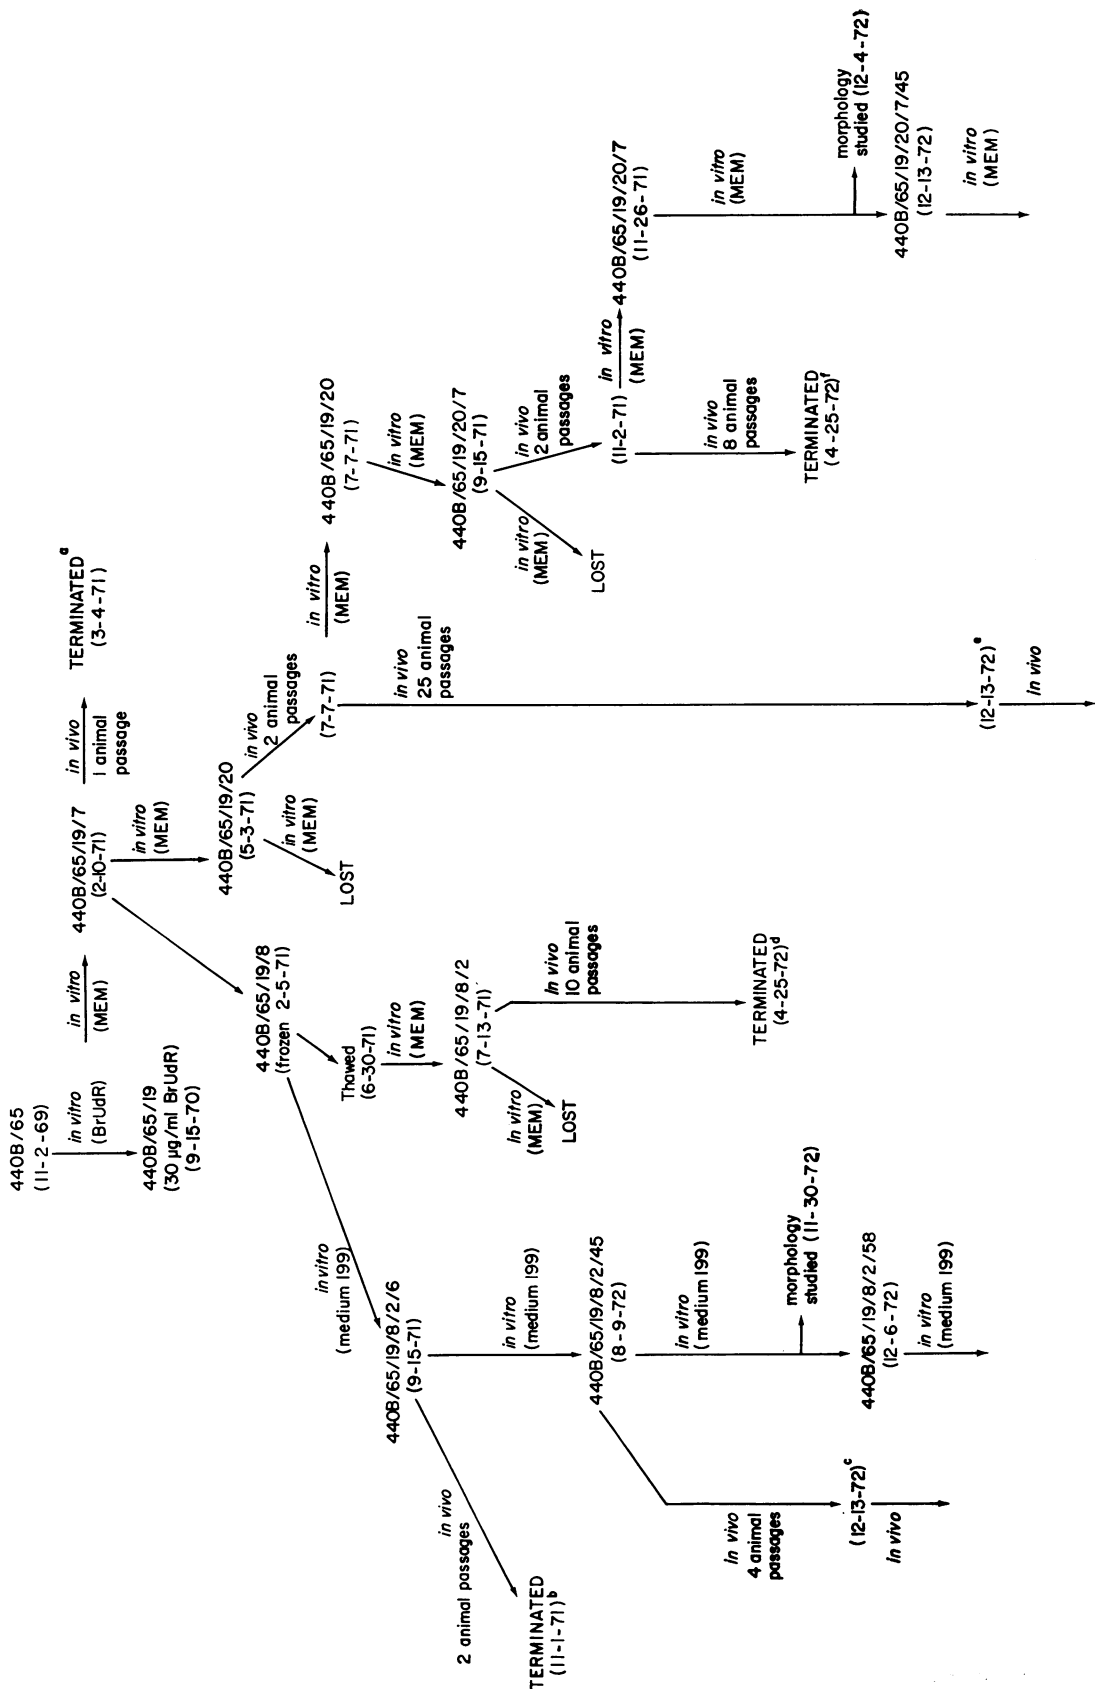 440B/65
(11-2-69)
in vitro
(BrUdR)
440B/65/19
(30 µg/ml BrUdR)
(9-15-70)
in vitro
(MEM)
440B/65/19/7
(2-10-71)
in vivo
1 animal
passage
TERMINATED^a
(3-4-71)
in vitro
(MEM)
440B/65/19/8
(frozen 2-5-71)
440B/65/19/20
(5-3-71)
in vitro
(MEM)
LOST
in vivo
2 animal
passages
(7-7-71)
in vitro
(MEM)
440B/65/19/20
(7-7-71)
in vivo
25 animal
passages
(12-13-72)^e
In vivo
in vitro
(MEM)
440B/65/19/20/7
(9-15-71)
in vitro
(MEM)
LOST
in vivo
2 animal
passages
(11-2-71)
in vitro
(MEM)
440B/65/19/20/7
(11-26-71)
in vivo
8 animal
passages
TERMINATED
(4-25-72)^f
in vitro
(MEM)
morphology
studied (12-4-72)
440B/65/19/20/7/45
(12-13-72)
in vitro
(MEM)
Thawed
(6-30-71)
in vitro
(MEM)
440B/65/19/8/2
(7-13-71)
in vitro
(MEM)
LOST
In vivo
10 animal
passages
TERMINATED
(4-25-72)^d
in vitro
(medium 199)
440B/65/19/8/2/6
(9-15-71)
in vivo
2 animal passages
TERMINATED
(11-1-71)^b
in vitro
(medium 199)
440B/65/19/8/2/45
(8-9-72)
in vitro
(medium 199)
morphology
studied (11-30-72)
440B/65/19/8/2/58
(12-6-72)
in vitro
(medium 199)
In vivo
4 animal
passages
(12-13-72)^c
In vivo